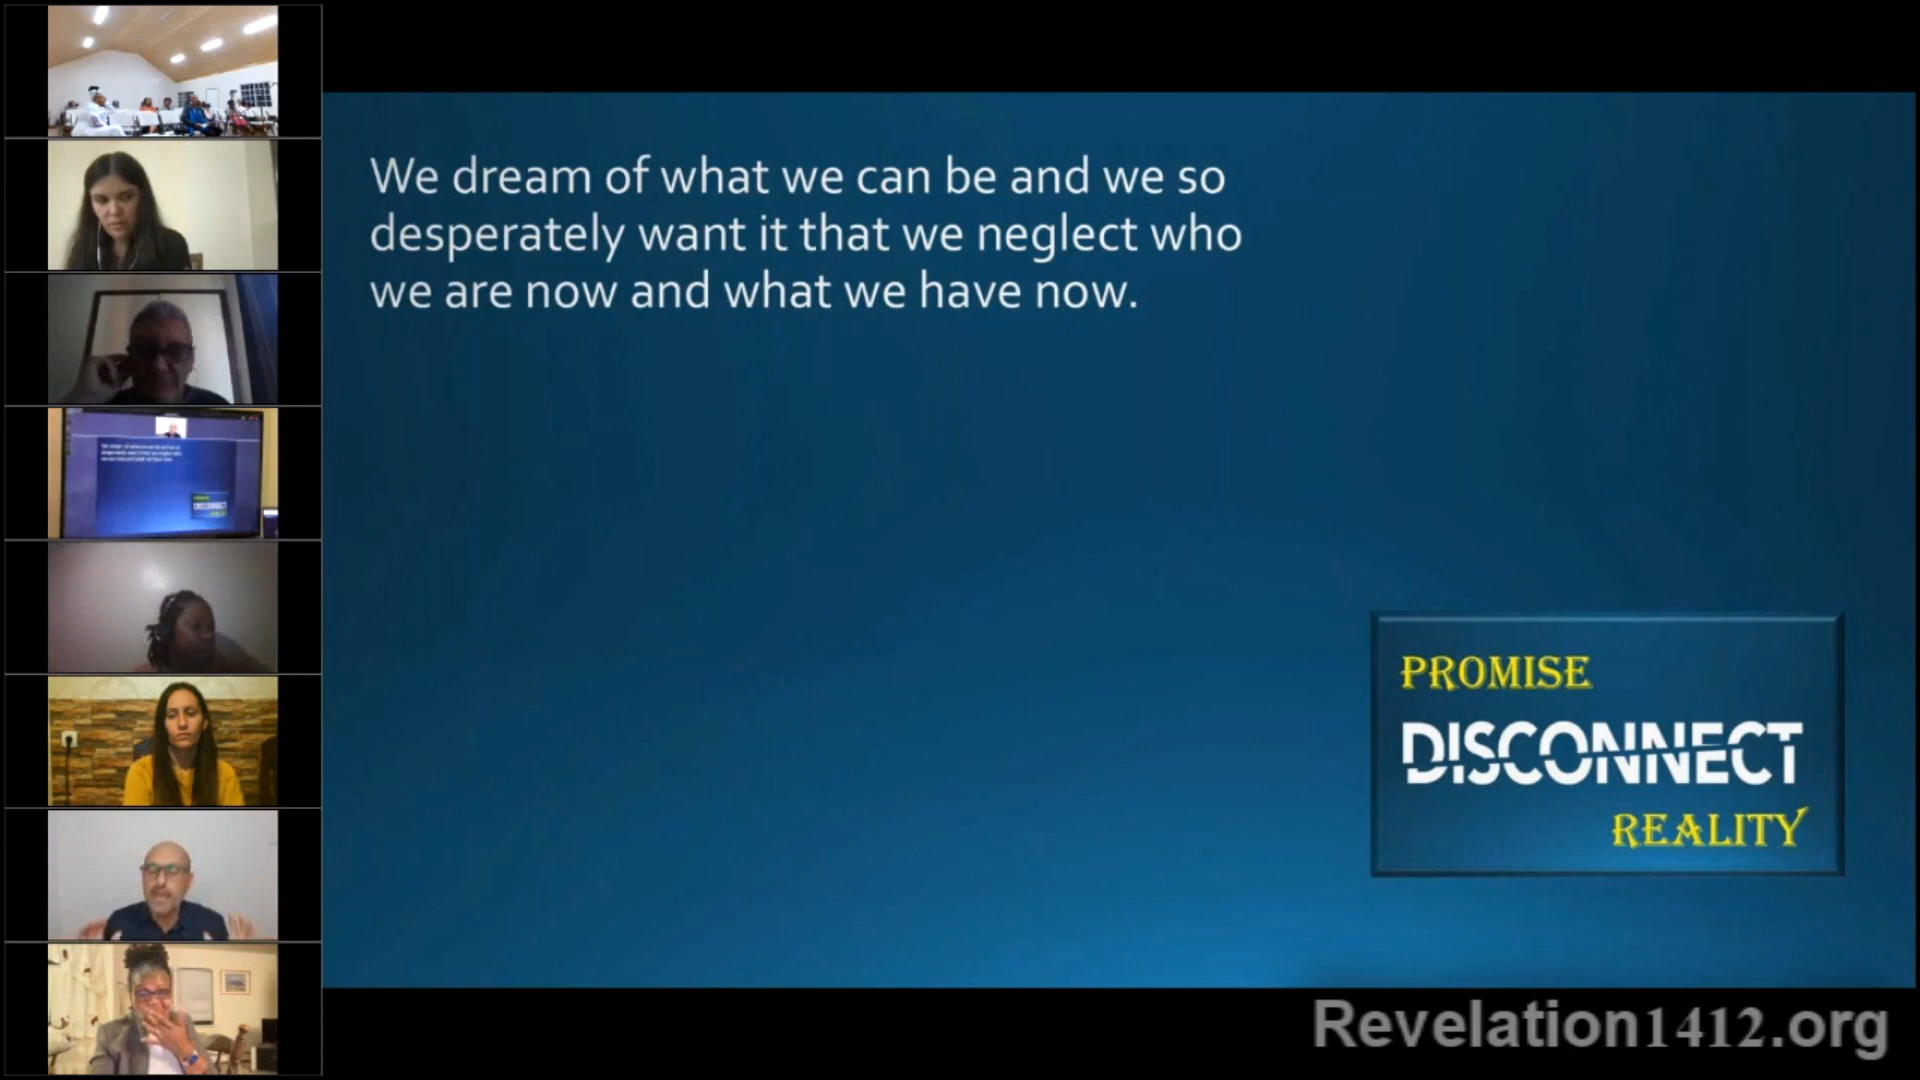 We dream of what we can be and we so
desperately want it that we neglect who
we are now and what we have now.
PROMISE
DISCONNECT
REALITY
Revelation1412.org